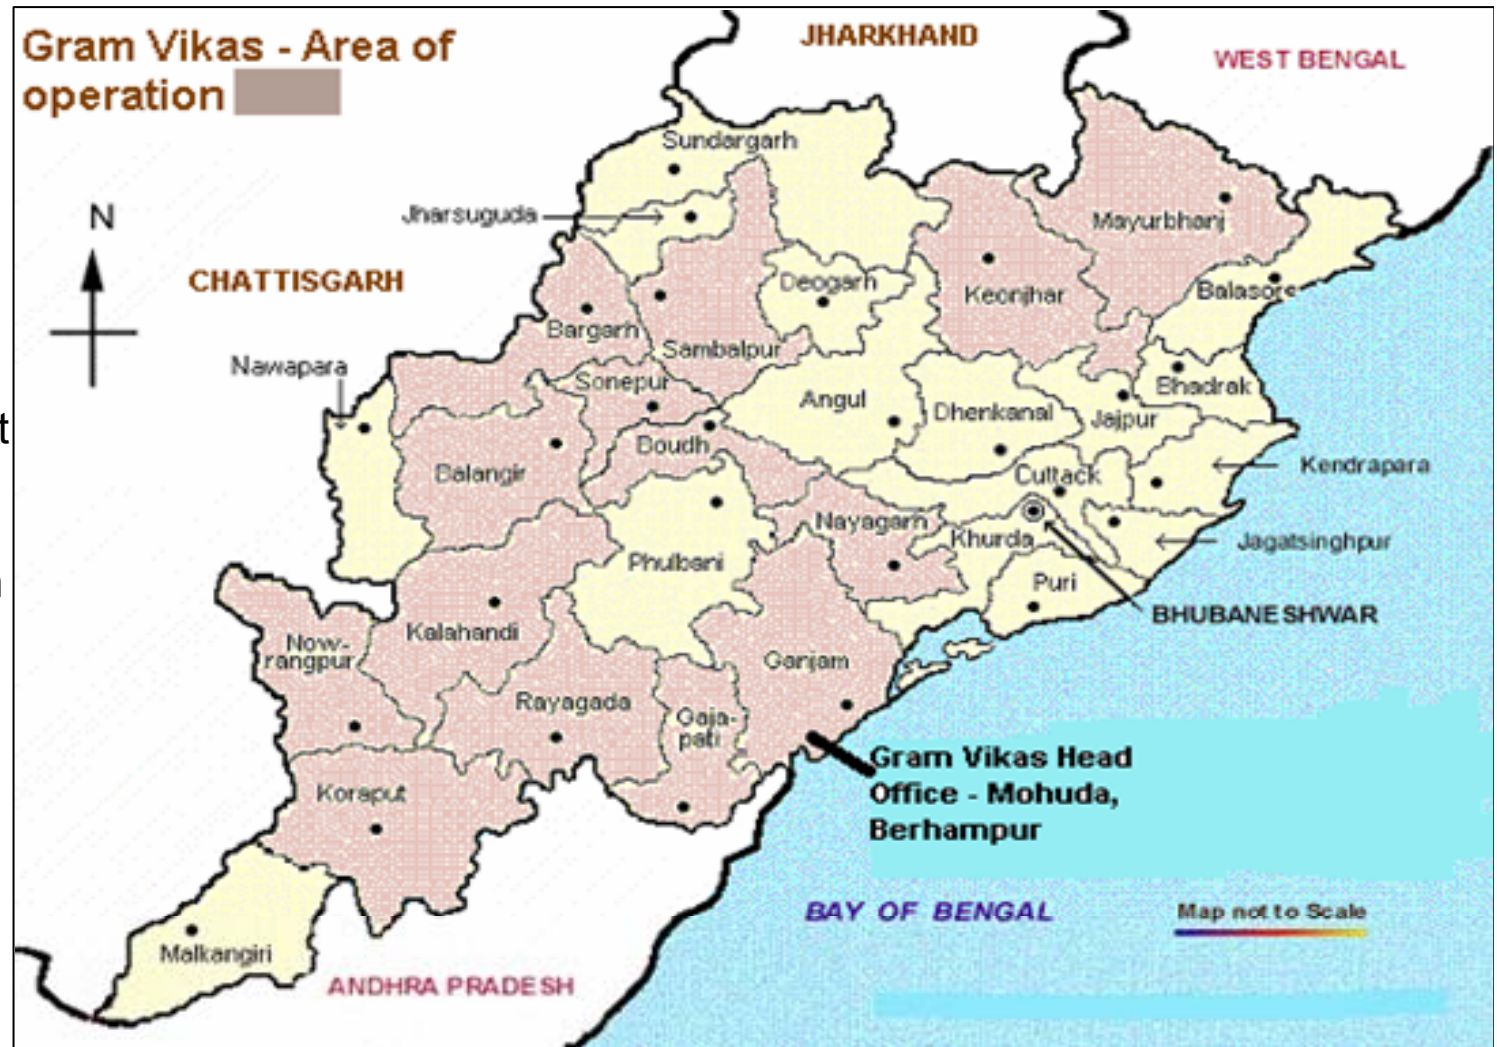 Gram Vikas - Area of
operation
JHARKHAND
WEST BENGAL
Sundargarh
N
Jharsuguda
Mayurbhanj
CHATTISGARH
Deogarh
Keonjhar
Balasore
Bargarh
Sambalpur
Nawapara
Sonepur
Angul
Dhenkanal
Bhadrak
Jajpur
t
Boudh
Balangir
Cuttack
Kendrapara
Nayagarh
Khurda
Jagatsinghpur
Phulbani
Puri
BHUBANESHWAR
Kalahandi
Now-
rangpur
Ganjam
Rayagada
Gaja-
pati
Gram Vikas Head
Office - Mohuda,
Berhampur
Koraput
BAY OF BENGAL
Map not to Scale
Malkangiri
ANDHRA PRADESH